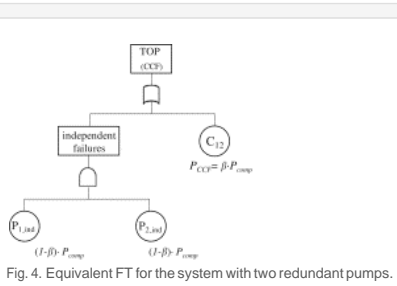 TOP
(CCF)
independent
failures
C12
PCCF= β·Pcomp
P1,ind
P2,ind
(1-β)· Pcomp
(1-β)· Pcomp
Fig. 4. Equivalent FT for the system with two redundant pumps.